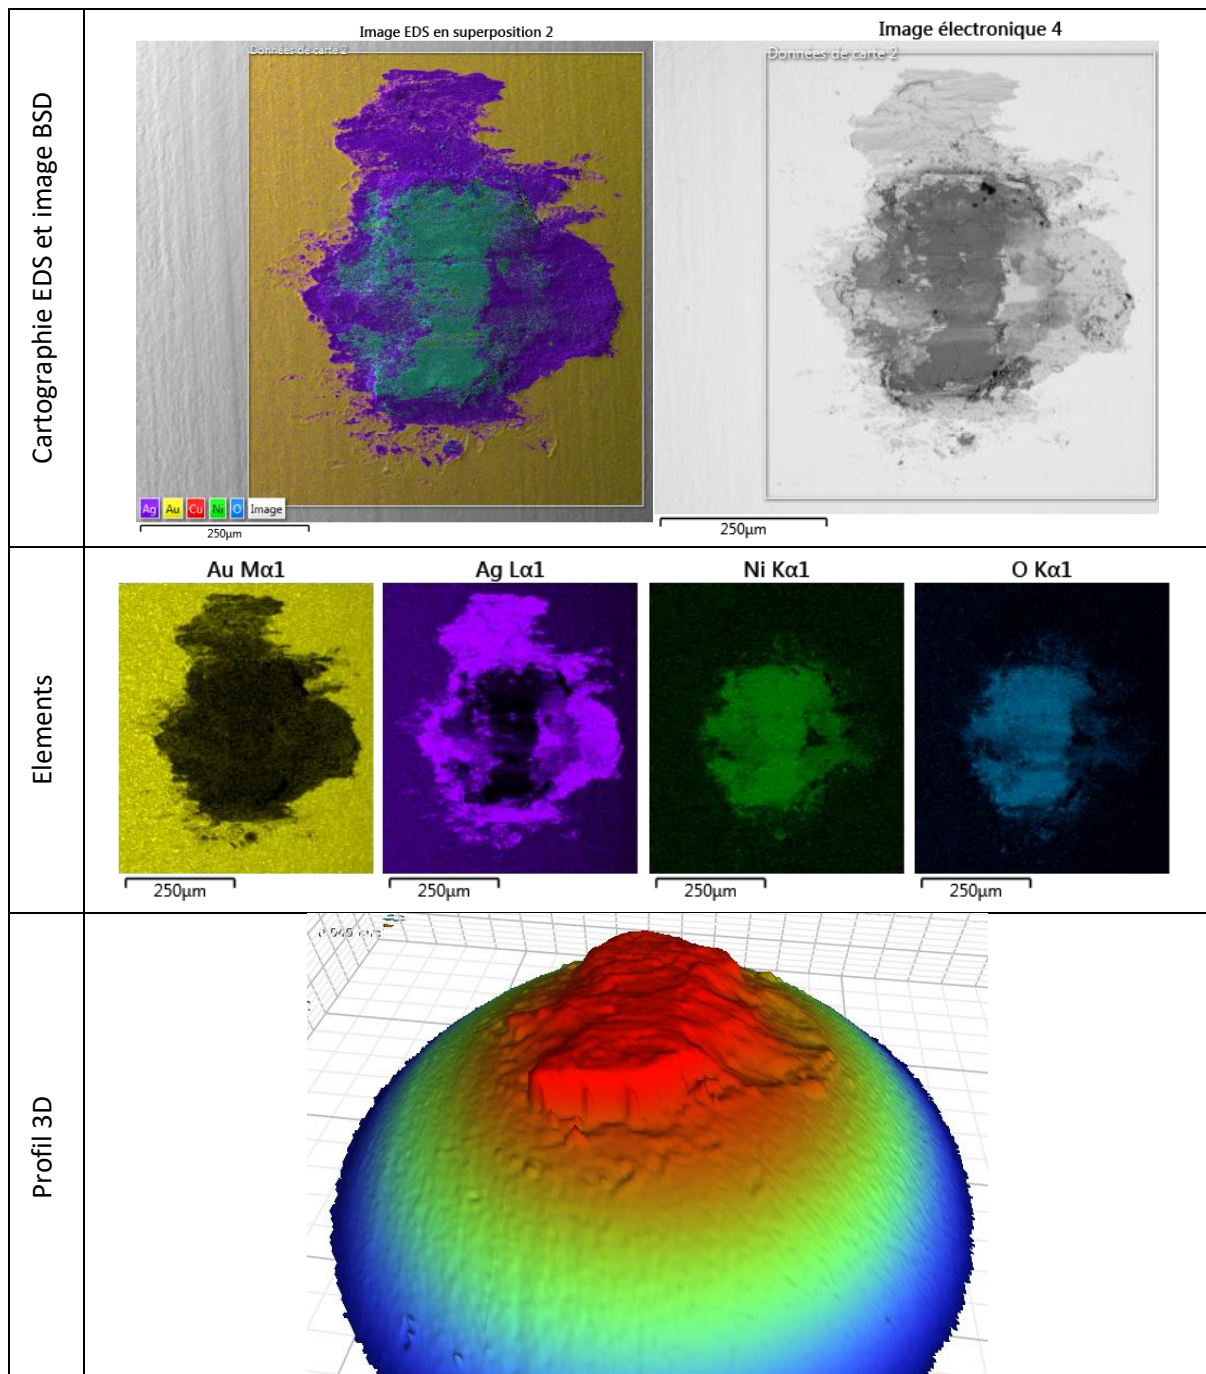 Cartographie EDS et image BSD
Image EDS en superposition 2
Données de carte 2
Ag Au Cu Ni O Image
250µm
Image électronique 4
Données de carte 2
250µm
Elements
Au Mα1
Ag Lα1
Ni Kα1
O Kα1
250µm
250µm
250µm
250µm
Profil 3D